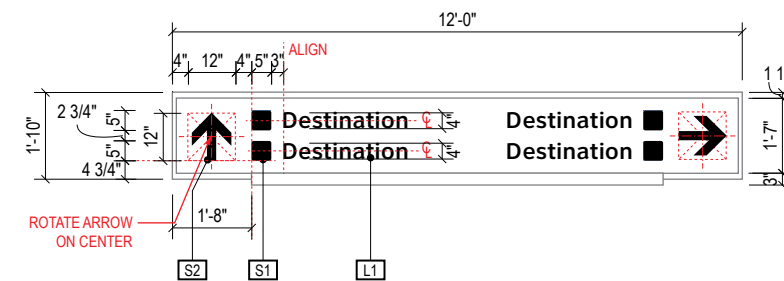 12'-0"
4" 12" 4" 5" 3" ALIGN
1 1
1'-10" 2 3/4" 5" 5" 4 3/4" 12"
Destination ℄ 4" Destination
Destination ℄ 4" Destination
1'-7"
3"
ROTATE ARROW
ON CENTER
1'-8"
S2 S1 L1